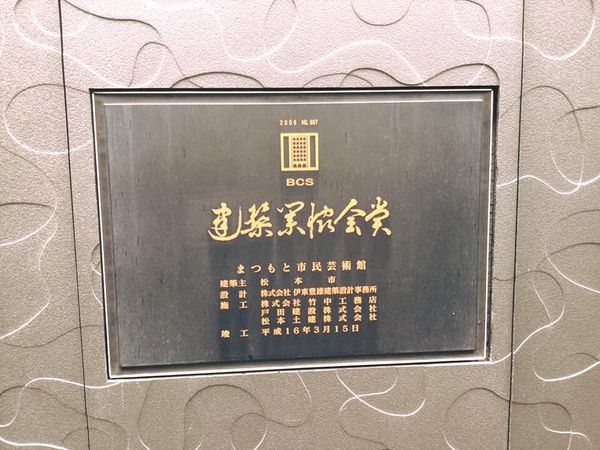 2006 NO. 697
BCS
建築業協会賞
まつもと市民芸術館
建築主 松本市
設計 株式会社 伊東豊雄建築設計事務所
施工 株式会社 竹中工務店
戸田建設株式会社
松本土建株式会社
竣工 平成16年3月15日